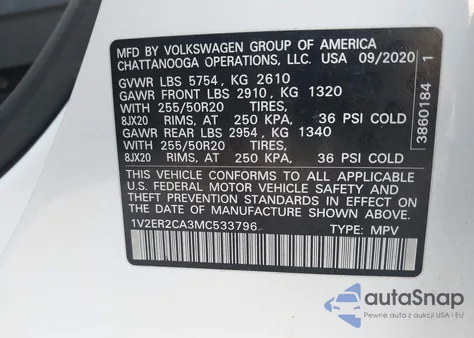 MFD BY VOLKSWAGEN GROUP OF AMERICA
CHATTANOOGA OPERATIONS, LLC. USA 09/2020
GVWR LBS 5754 , KG 2610
GAWR FRONT LBS 2910 , KG 1320
WITH 255/50R20 TIRES,
8JX20 RIMS, AT 250 KPA, 36 PSI COLD
GAWR REAR LBS 2954 , KG 1340
WITH 255/50R20 TIRES,
8JX20 RIMS, AT 250 KPA, 36 PSI COLD
THIS VEHICLE CONFORMS TO ALL APPLICABLE
U.S. FEDERAL MOTOR VEHICLE SAFETY AND
THEFT PREVENTION STANDARDS IN EFFECT ON
THE DATE OF MANUFACTURE SHOWN ABOVE.
1V2ER2CA3MC533796 TYPE: MPV
3860184 1
autoSnap
Pewne auta z USA i EU